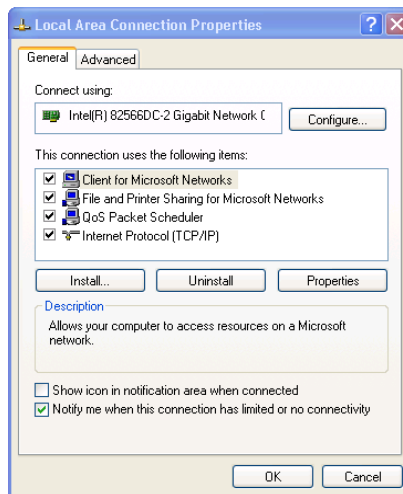 Local Area Connection Properties
General Advanced
Connect using:
Intel(R) 82566DC-2 Gigabit Network C
Configure...
This connection uses the following items:
Client for Microsoft Networks
File and Printer Sharing for Microsoft Networks
QoS Packet Scheduler
Internet Protocol (TCP/IP)
Install... Uninstall Properties
Description
Allows your computer to access resources on a Microsoft
network.
Show icon in notification area when connected
Notify me when this connection has limited or no connectivity
OK Cancel